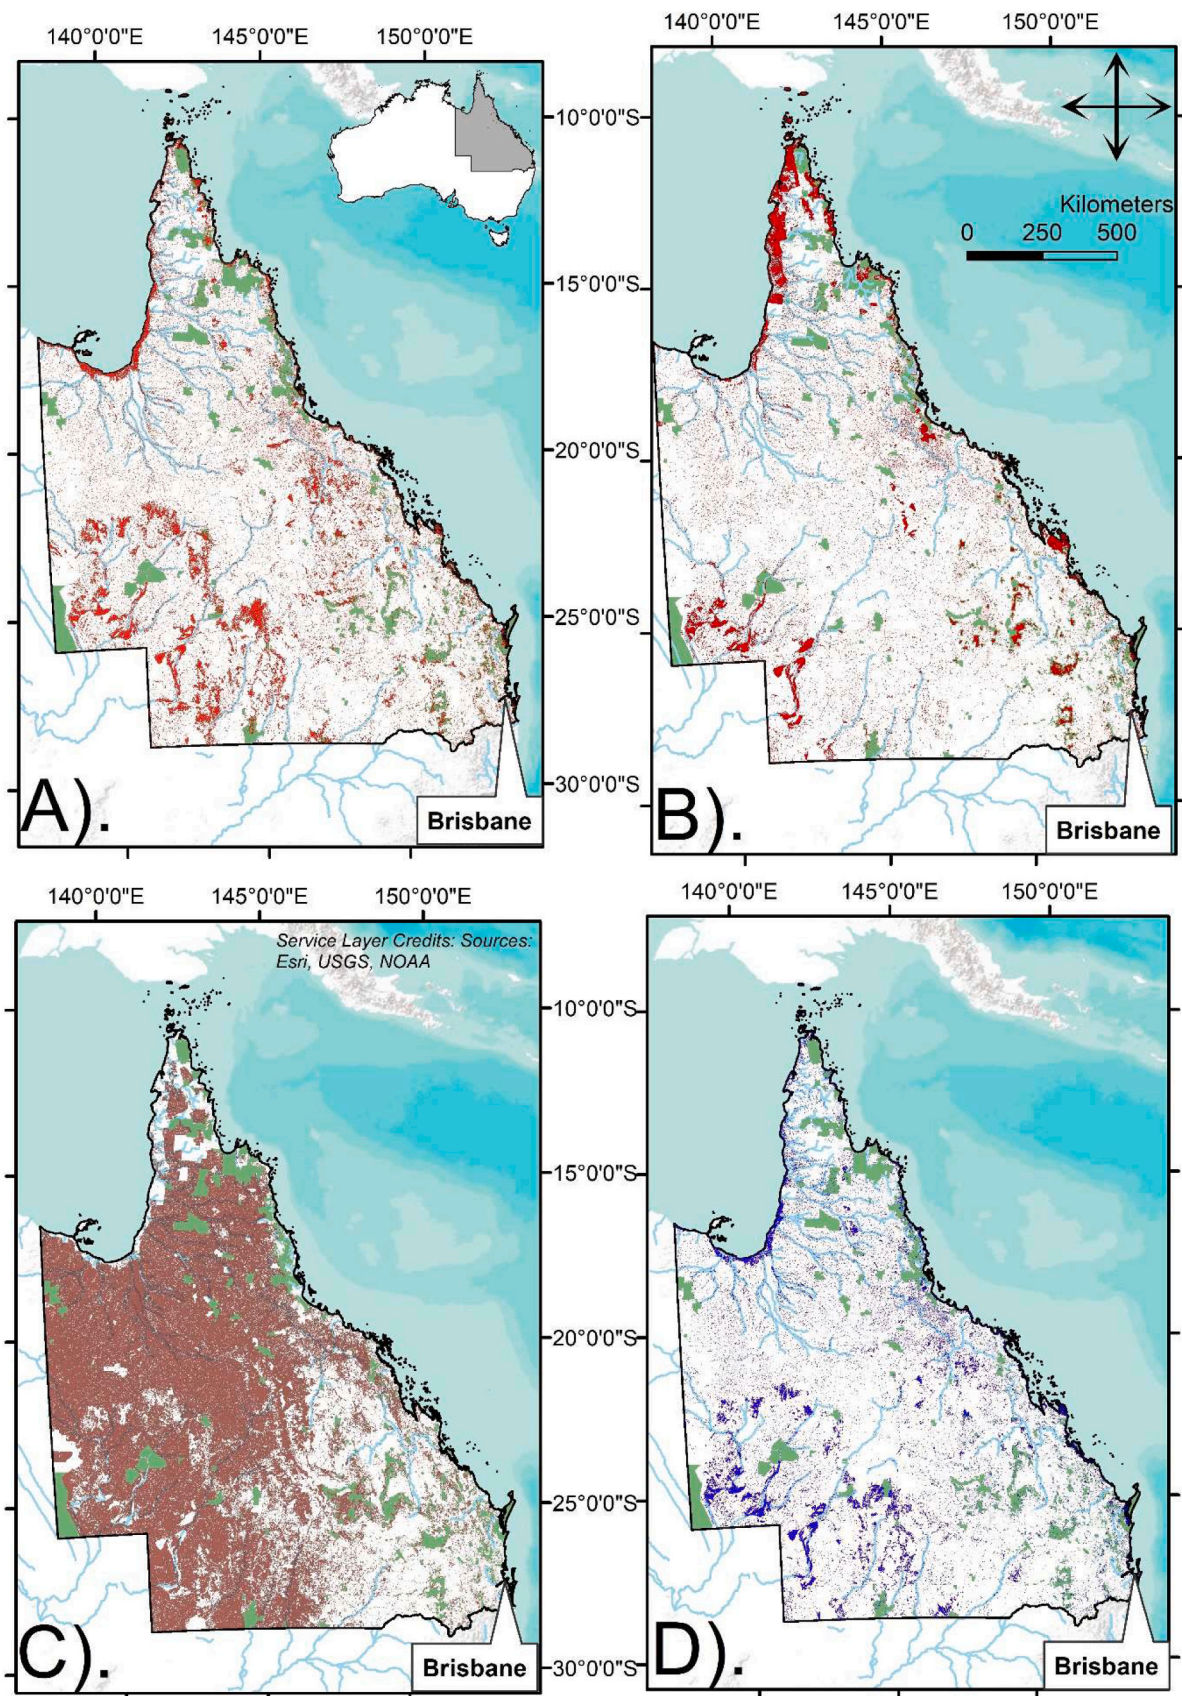 140°0'0"E 145°0'0"E 150°0'0"E
140°0'0"E 145°0'0"E 150°0'0"E
10°0'0"S
Kilometers
0 250 500
15°0'0"S
20°0'0"S
25°0'0"S
30°0'0"S
A).
Brisbane
B).
Brisbane
140°0'0"E 145°0'0"E 150°0'0"E
140°0'0"E 145°0'0"E 150°0'0"E
Service Layer Credits: Sources:
Esri, USGS, NOAA
10°0'0"S
15°0'0"S
20°0'0"S
25°0'0"S
30°0'0"S
C).
Brisbane
D).
Brisbane